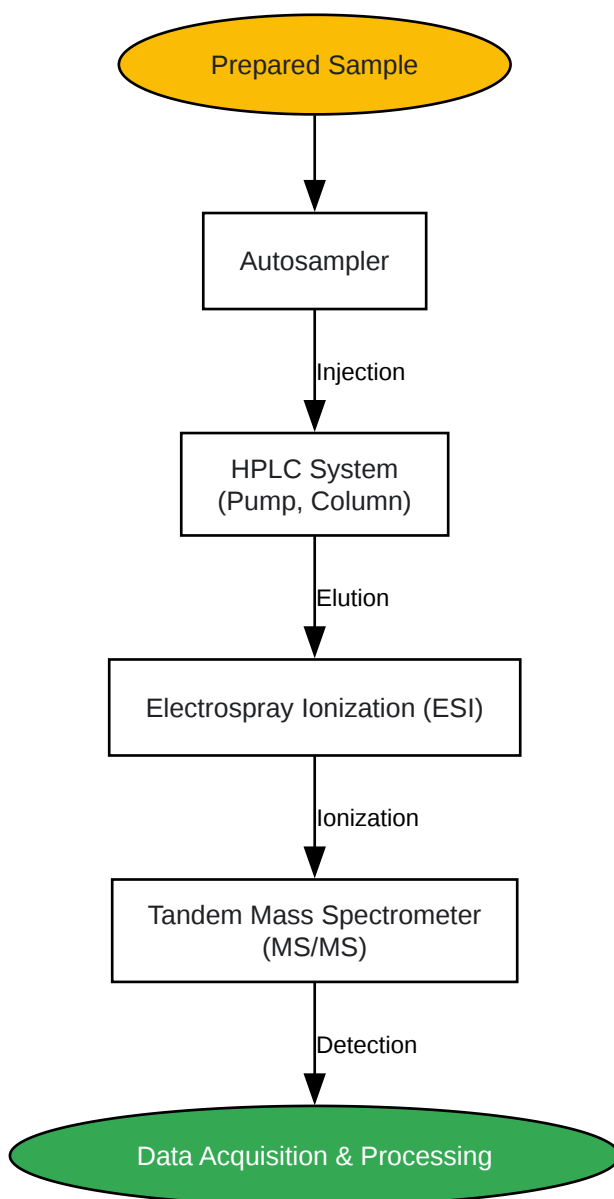 Prepared Sample
Autosampler
Injection
HPLC System
(Pump, Column)
Elution
Electrospray Ionization (ESI)
Ionization
Tandem Mass Spectrometer
(MS/MS)
Detection
Data Acquisition & Processing